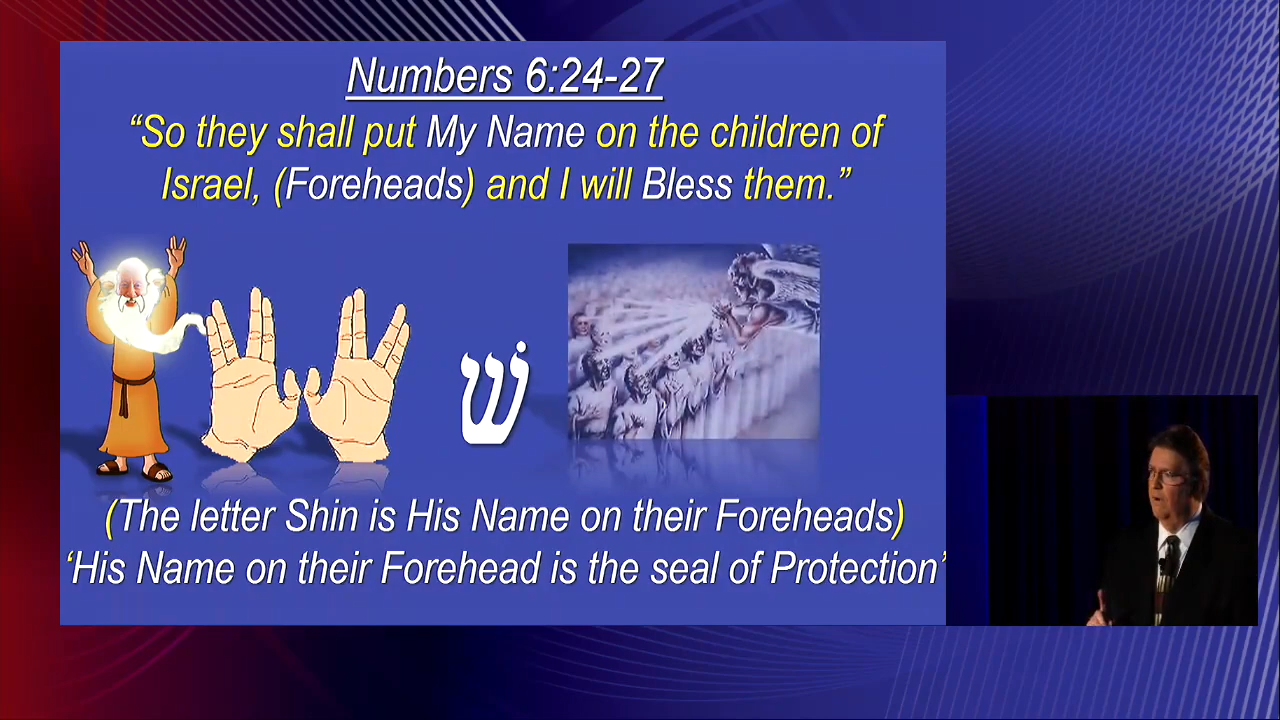 Numbers 6:24-27
“So they shall put My Name on the children of
Israel, (Foreheads) and I will Bless them.”
ש
(The letter Shin is His Name on their Foreheads)
‘His Name on their Forehead is the seal of Protection’